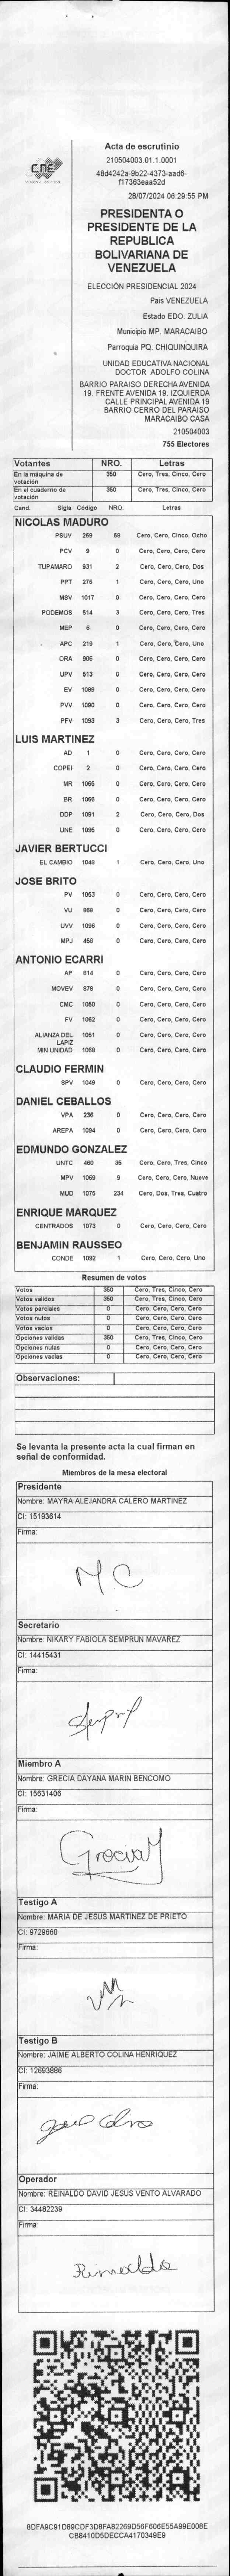 CNE
Acta de escrutinio
210504003.01.1.0001
48d4242a-9b22-4373-aad6-
f17363eaa52d
28/07/2024 06:29:55 PM
PRESIDENTA O
PRESIDENTE DE LA
REPUBLICA
BOLIVARIANA DE
VENEZUELA
ELECCIÓN PRESIDENCIAL 2024
Pais VENEZUELA
Estado EDO. ZULIA
Municipio MP. MARACAIBO
Parroquia PQ. CHIQUINQUIRA
UNIDAD EDUCATIVA NACIONAL
DOCTOR ADOLFO COLINA
BARRIO PARAISO DERECHA AVENIDA
19. FRENTE AVENIDA 19. IZQUIERDA
CALLE PRINCIPAL AVENIDA 19
BARRIO CERRO DEL PARAISO
MARACAIBO CASA
210504003
755 Electores
Votantes NRO. Letras
En la máquina de votación 350 Cero, Tres, Cinco, Cero
En el cuaderno de votación 350 Cero, Tres, Cinco, Cero
Cand. Sigla Código NRO. Letras
NICOLAS MADURO
PSUV 269 58 Cero, Cero, Cinco, Ocho
PCV 9 0 Cero, Cero, Cero, Cero
TUPAMARO 931 2 Cero, Cero, Cero, Dos
PPT 276 1 Cero, Cero, Cero, Uno
MSV 1017 0 Cero, Cero, Cero, Cero
PODEMOS 514 3 Cero, Cero, Cero, Tres
MEP 6 0 Cero, Cero, Cero, Cero
APC 219 1 Cero, Cero, Cero, Uno
ORA 906 0 Cero, Cero, Cero, Cero
UPV 513 0 Cero, Cero, Cero, Cero
EV 1089 0 Cero, Cero, Cero, Cero
PVV 1090 0 Cero, Cero, Cero, Cero
PFV 1093 3 Cero, Cero, Cero, Tres
LUIS MARTINEZ
AD 1 0 Cero, Cero, Cero, Cero
COPEI 2 0 Cero, Cero, Cero, Cero
MR 1065 0 Cero, Cero, Cero, Cero
BR 1066 0 Cero, Cero, Cero, Cero
DDP 1091 2 Cero, Cero, Cero, Dos
UNE 1095 0 Cero, Cero, Cero, Cero
JAVIER BERTUCCI
EL CAMBIO 1048 1 Cero, Cero, Cero, Uno
JOSE BRITO
PV 1053 0 Cero, Cero, Cero, Cero
VU 868 0 Cero, Cero, Cero, Cero
UVV 1096 0 Cero, Cero, Cero, Cero
MPJ 458 0 Cero, Cero, Cero, Cero
ANTONIO ECARRI
AP 814 0 Cero, Cero, Cero, Cero
MOVEV 978 0 Cero, Cero, Cero, Cero
CMC 1050 0 Cero, Cero, Cero, Cero
FV 1062 0 Cero, Cero, Cero, Cero
ALIANZA DEL LAPIZ 1051 0 Cero, Cero, Cero, Cero
MIN UNIDAD 1068 0 Cero, Cero, Cero, Cero
CLAUDIO FERMIN
SPV 1049 0 Cero, Cero, Cero, Cero
DANIEL CEBALLOS
VPA 236 0 Cero, Cero, Cero, Cero
AREPA 1094 0 Cero, Cero, Cero, Cero
EDMUNDO GONZALEZ
UNTC 460 35 Cero, Cero, Tres, Cinco
MPV 1069 9 Cero, Cero, Cero, Nueve
MUD 1075 234 Cero, Dos, Tres, Cuatro
ENRIQUE MARQUEZ
CENTRADOS 1073 0 Cero, Cero, Cero, Cero
BENJAMIN RAUSSEO
CONDE 1092 1 Cero, Cero, Cero, Uno
Resumen de votos
Votos 350 Cero, Tres, Cinco, Cero
Votos validos 350 Cero, Tres, Cinco, Cero
Votos parciales 0 Cero, Cero, Cero, Cero
Votos nulos 0 Cero, Cero, Cero, Cero
Votos vacios 0 Cero, Cero, Cero, Cero
Opciones validas 350 Cero, Tres, Cinco, Cero
Opciones nulas 0 Cero, Cero, Cero, Cero
Opciones vacias 0 Cero, Cero, Cero, Cero
Observaciones:
Se levanta la presente acta la cual firman en
señal de conformidad.
Miembros de la mesa electoral
Presidente
Nombre: MAYRA ALEJANDRA CALERO MARTINEZ
CI: 15193614
Firma:
MC
Secretario
Nombre: NIKARY FABIOLA SEMPRUN MAVAREZ
CI: 14415431
Firma:
Miembro A
Nombre: GRECIA DAYANA MARIN BENCOMO
CI: 15631406
Firma:
Testigo A
Nombre: MARIA DE JESUS MARTINEZ DE PRIETO
CI: 9729660
Firma:
Testigo B
Nombre: JAIME ALBERTO COLINA HENRIQUEZ
CI: 12693886
Firma:
Operador
Nombre: REINALDO DAVID JESUS VENTO ALVARADO
CI: 34482239
Firma:
Reinaldo
8DFA9C91D89CDF3D8FA82269D56F606E55A99E008E
CB8410D5DECCA4170349E9